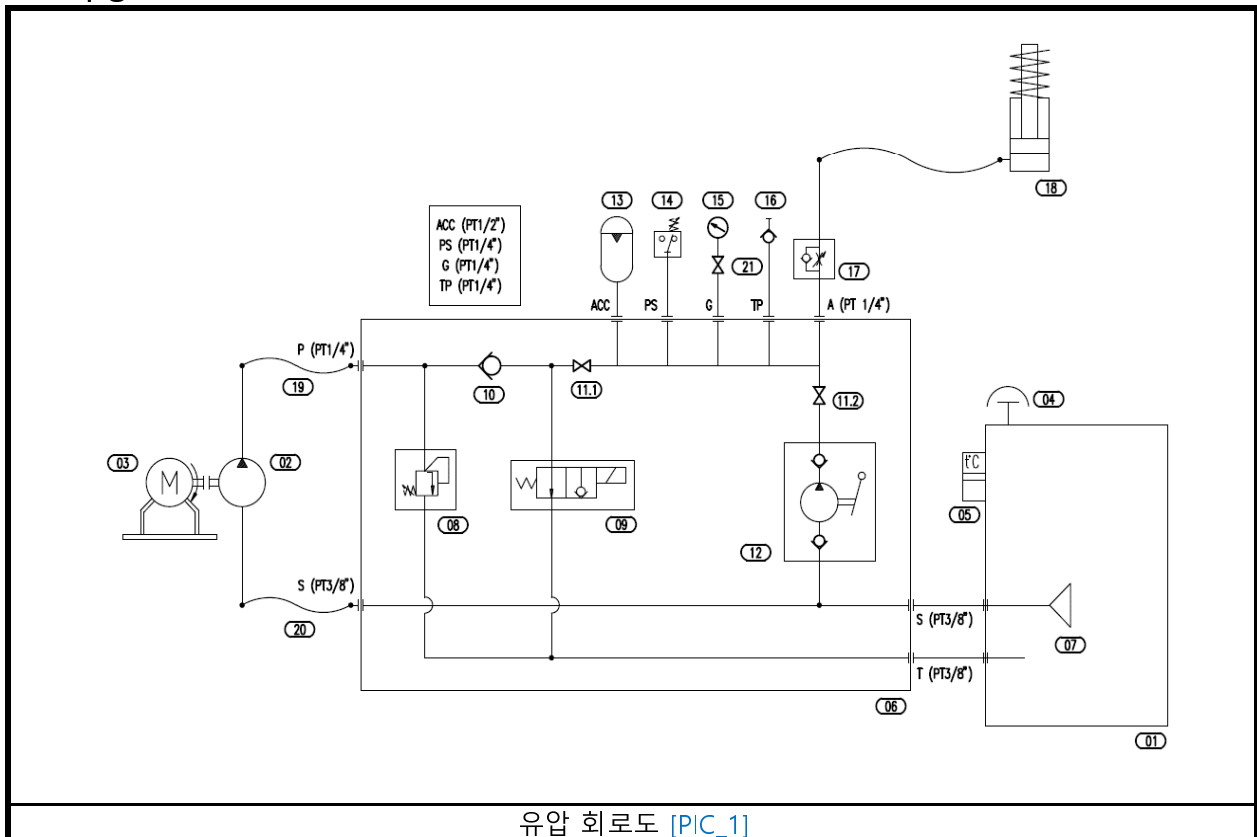 18
13
14
15
16
ACC (PT1/2")
PS (PT1/4")
G (PT1/4")
TP (PT1/4")
21
17
ACC
PS
G
TP
A (PT 1/4")
P (PT1/4")
19
10
11.1
11.2
04
03
M
02
t°C
05
08
09
12
S (PT3/8")
20
S (PT3/8")
07
T (PT3/8")
06
01
유압 회로도 [PIC_1]